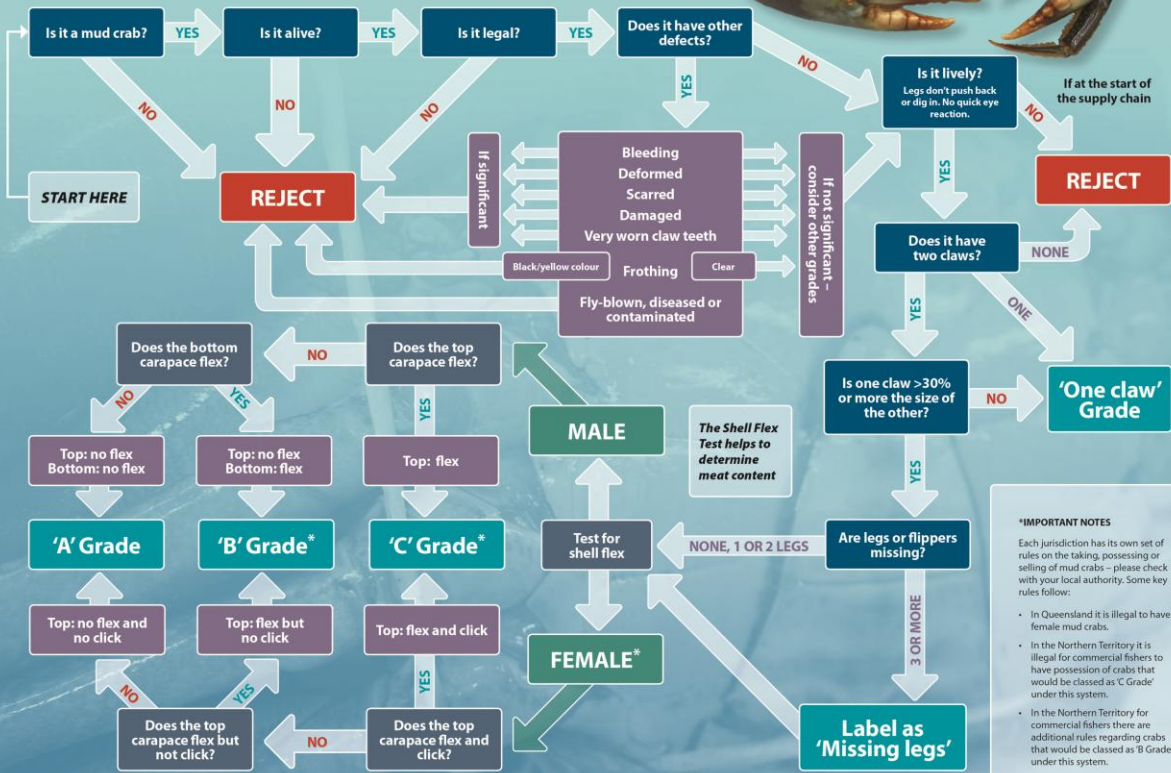 Is it a mud crab?
YES
Is it alive?
YES
Is it legal?
YES
Does it have other
defects?
NO
NO
NO
YES
NO
Is it lively?
Legs don't push back
or dig in. No quick eye
reaction.
NO
If at the start of
the supply chain
START HERE
REJECT
If significant
Bleeding
Deformed
Scarred
Damaged
Very worn claw teeth
Black/yellow colour
Frothing
Clear
Fly-blown, diseased or
contaminated
If not significant –
consider other grades
YES
REJECT
Does it have
two claws?
NONE
YES
ONE
Is one claw >30%
or more the size of
the other?
NO
'One claw'
Grade
YES
Does the bottom
carapace flex?
NO
Does the top
carapace flex?
NO
YES
YES
MALE
The Shell Flex
Test helps to
determine
meat content
Top: no flex
Bottom: no flex
Top: no flex
Bottom: flex
Top: flex
'A' Grade
'B' Grade*
'C' Grade*
Test for
shell flex
NONE, 1 OR 2 LEGS
Are legs or flippers
missing?
3 OR MORE
Top: no flex and
no click
Top: flex but
no click
Top: flex and click
FEMALE*
NO
YES
YES
Does the top
carapace flex but
not click?
NO
Does the top
carapace flex and
click?
Label as
'Missing legs'
*IMPORTANT NOTES
Each jurisdiction has its own set of
rules on the taking, possessing or
selling of mud crabs – please check
with your local authority. Some key
rules follow:
• In Queensland it is illegal to have
female mud crabs.
• In the Northern Territory it is
illegal for commercial fishers to
have possession of crabs that
would be classed as 'C Grade'
under this system.
• In the Northern Territory for
commercial fishers there are
additional rules regarding crabs
that would be classed as 'B Grade'
under this system.